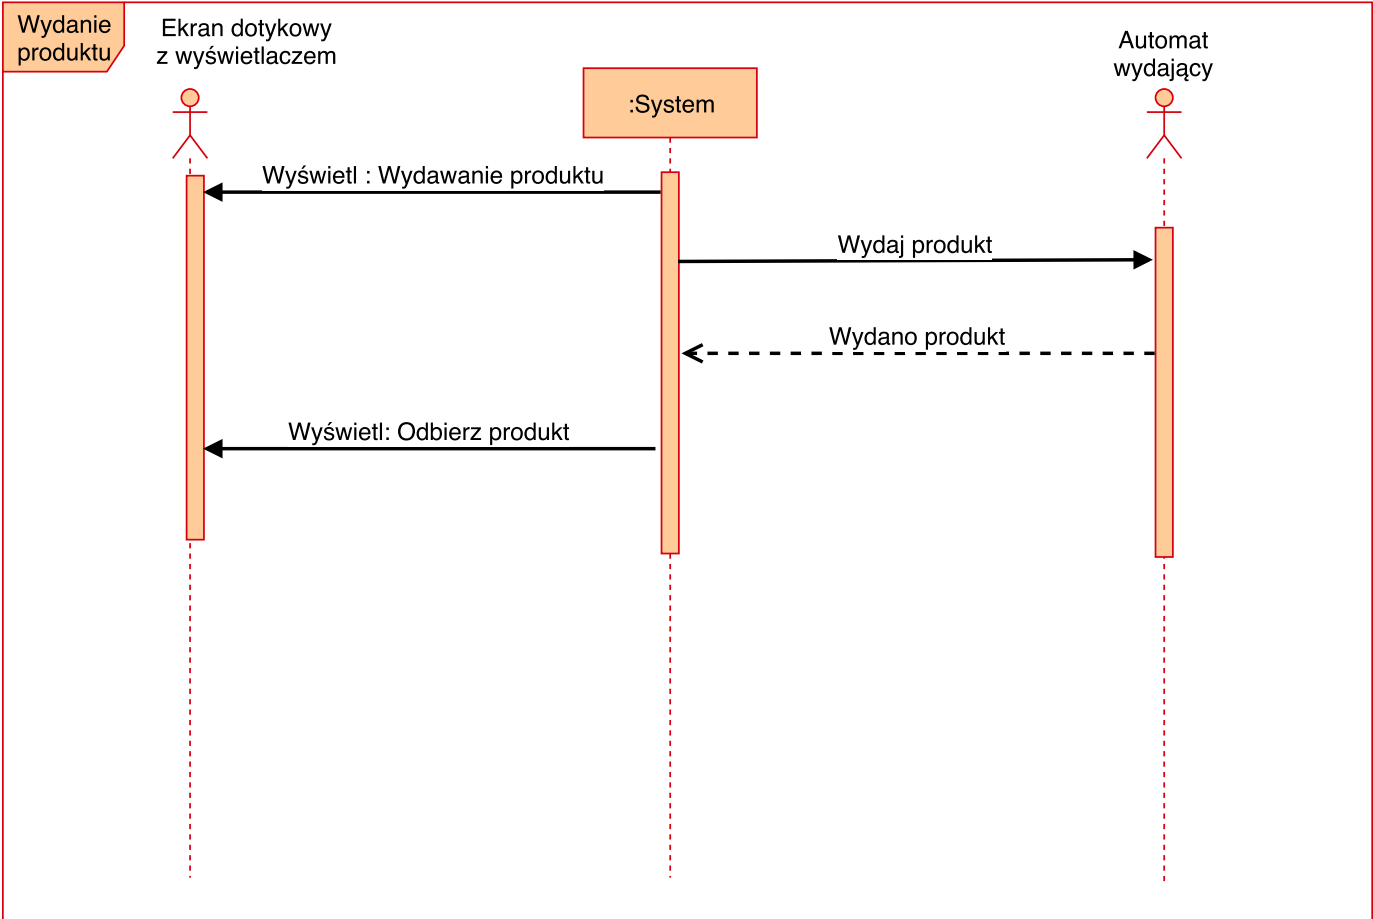 Wydanie
produktu
Ekran dotykowy
z wyświetlaczem
:System
Automat
wydający
Wyświetl : Wydawanie produktu
Wydaj produkt
Wydano produkt
Wyświetl: Odbierz produkt